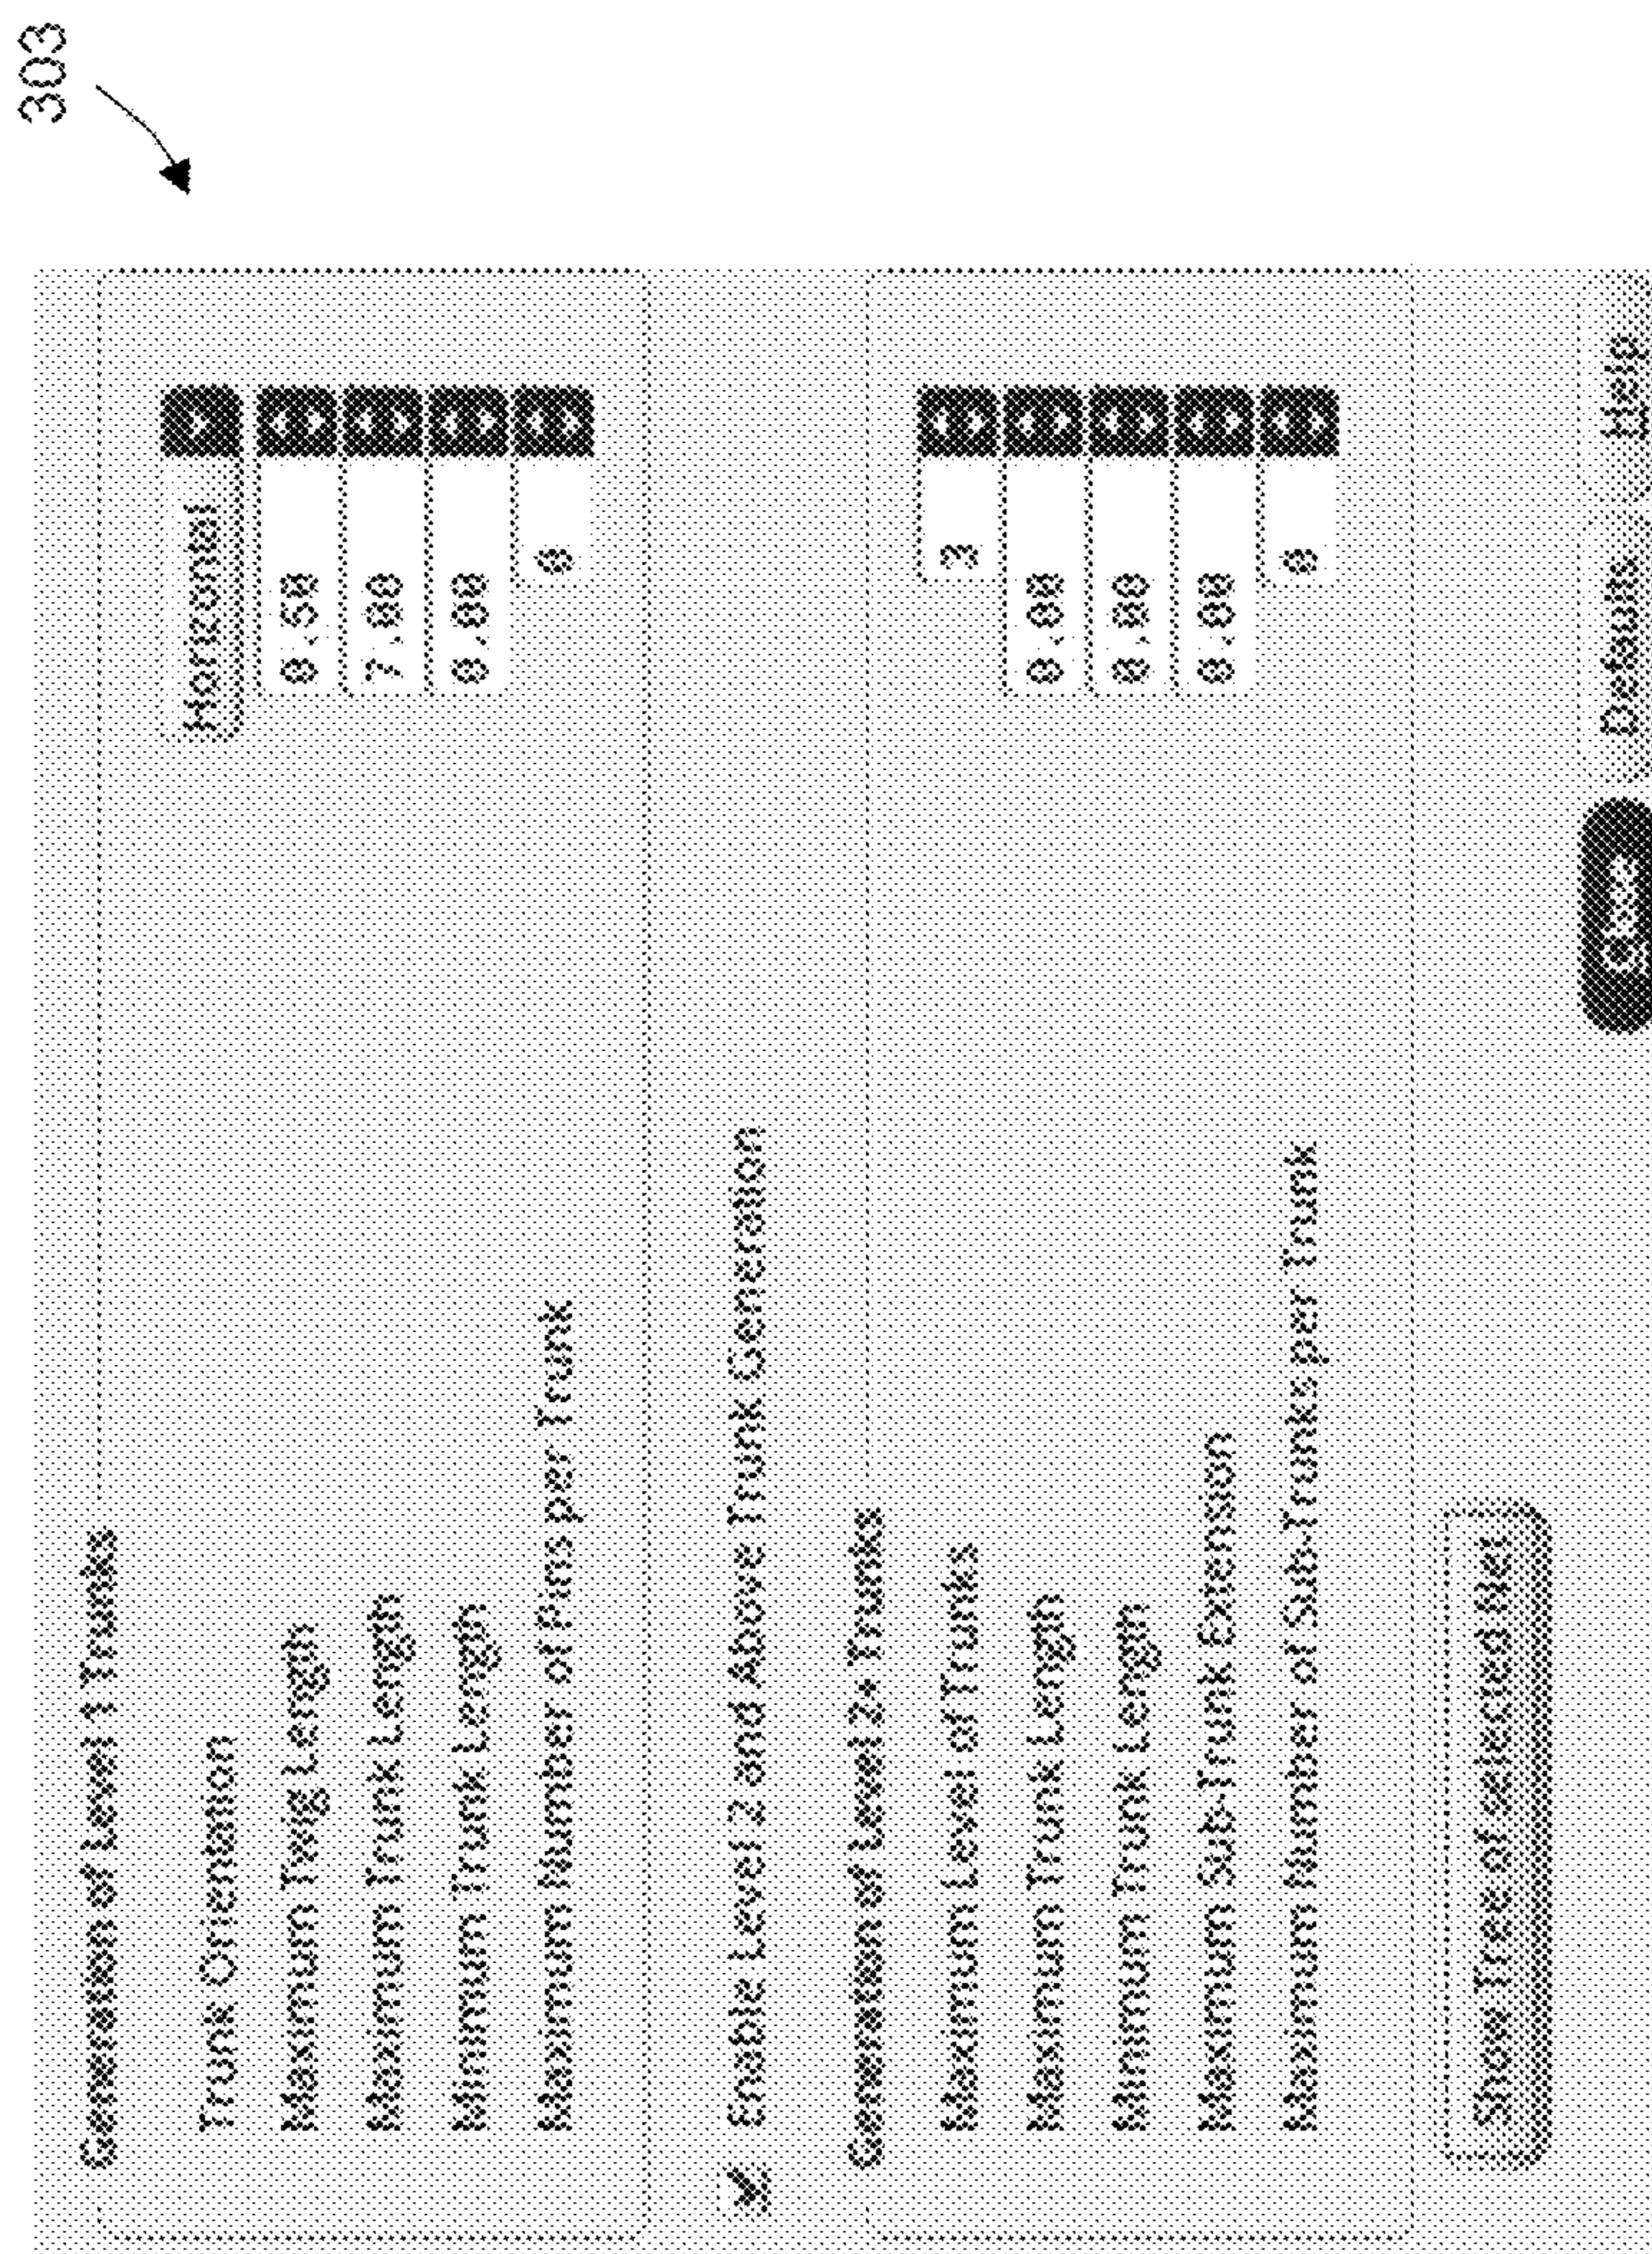 303
Generation of Level 1 Trunks
Trunk Orientation Horizontal
Maximum Twig Length 0.50
Maximum Trunk Length 7.00
Minimum Trunk Length 0.00
Maximum Number of Pins per Trunk 0
Enable Level 2 and Above Trunk Generation
Generation of Level 2+ Trunks
Maximum Level of Trunks 3
Maximum Trunk Length 0.00
Minimum Trunk Length 0.00
Maximum Sub-Trunk Extension 0.00
Maximum Number of Sub-Trunks per Trunk 0
Show Tree of selected Net
Close Defaults Help